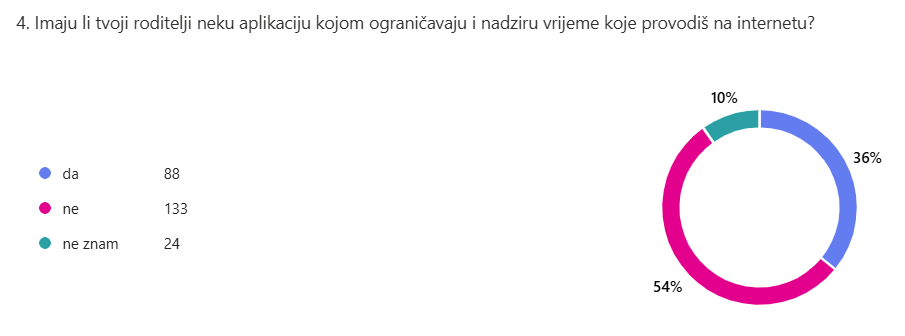 4. Imaju li tvoji roditelji neku aplikaciju kojom ograničavaju i nadziru vrijeme koje provodiš na internetu?
da 88
ne 133
ne znam 24
10%
36%
54%